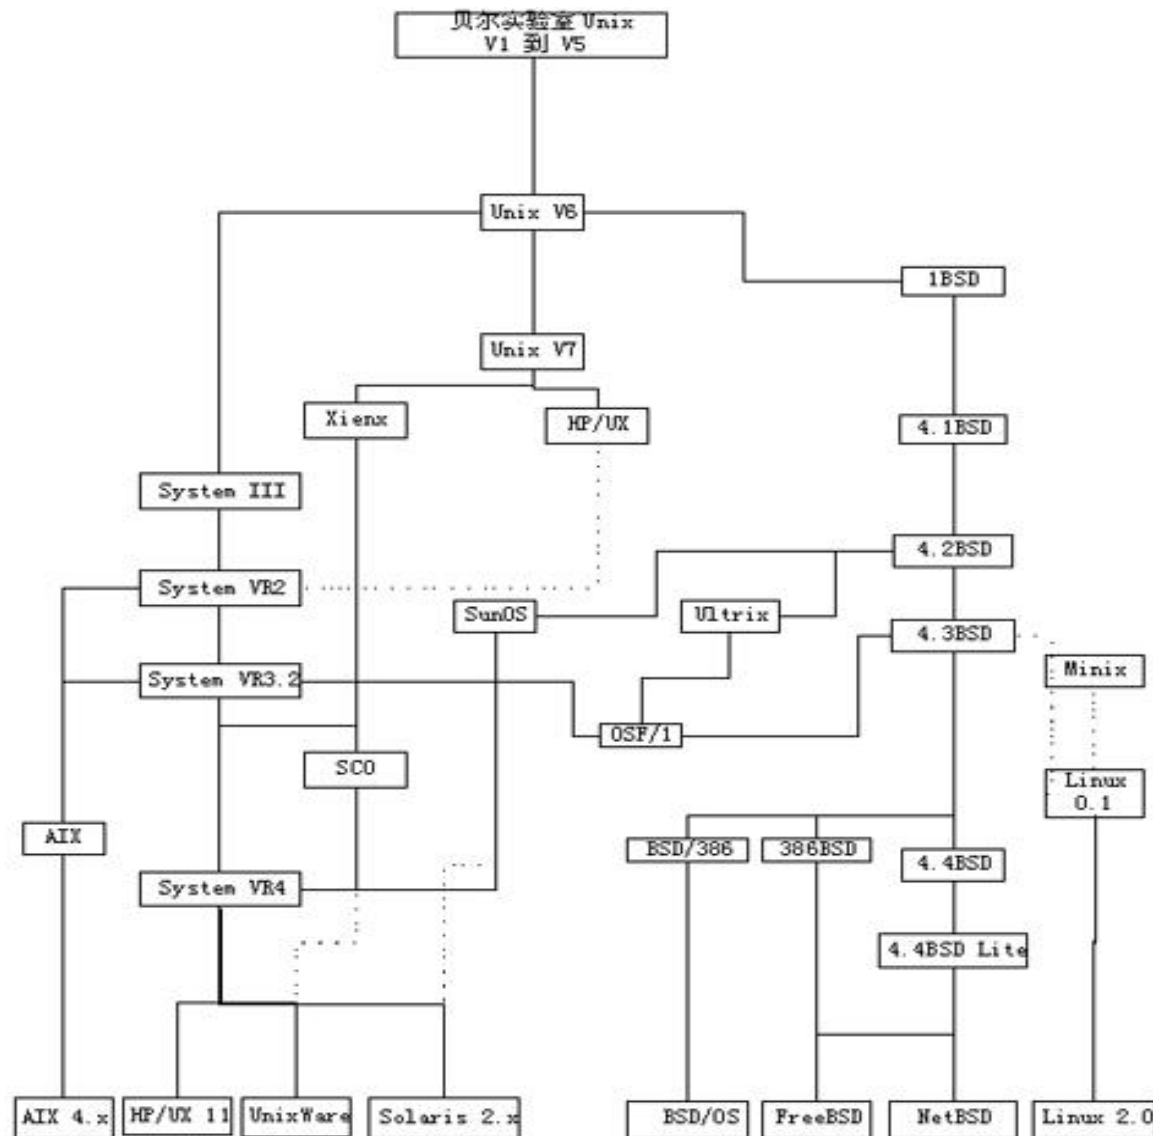 贝尔实验室 Unix
V1 到 V5
Unix V6
1BSD
Unix V7
Xienx
HP/UX
4.1BSD
System III
4.2BSD
System VR2
SunOS
Ultrix
4.3BSD
Minix
System VR3.2
OSF/1
SCO
Linux
0.1
AIX
BSD/386
386BSD
4.4BSD
System VR4
4.4BSD Lite
AIX 4.x
HP/UX 11
UnixWare
Solaris 2.x
BSD/OS
FreeBSD
NetBSD
Linux 2.0